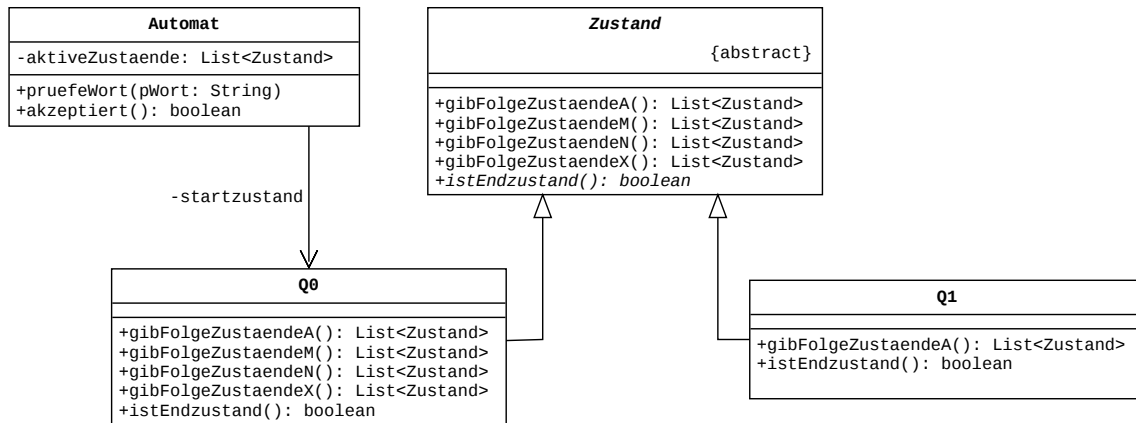 Automat
-aktiveZustaende: List<Zustand>
+pruefeWort(pWort: String)
+akzeptiert(): boolean
Zustand
{abstract}
+gibFolgeZustaendeA(): List<Zustand>
+gibFolgeZustaendeM(): List<Zustand>
+gibFolgeZustaendeN(): List<Zustand>
+gibFolgeZustaendeX(): List<Zustand>
+istEndzustand(): boolean
-startzustand
Q0
+gibFolgeZustaendeA(): List<Zustand>
+gibFolgeZustaendeM(): List<Zustand>
+gibFolgeZustaendeN(): List<Zustand>
+gibFolgeZustaendeX(): List<Zustand>
+istEndzustand(): boolean
Q1
+gibFolgeZustaendeA(): List<Zustand>
+istEndzustand(): boolean